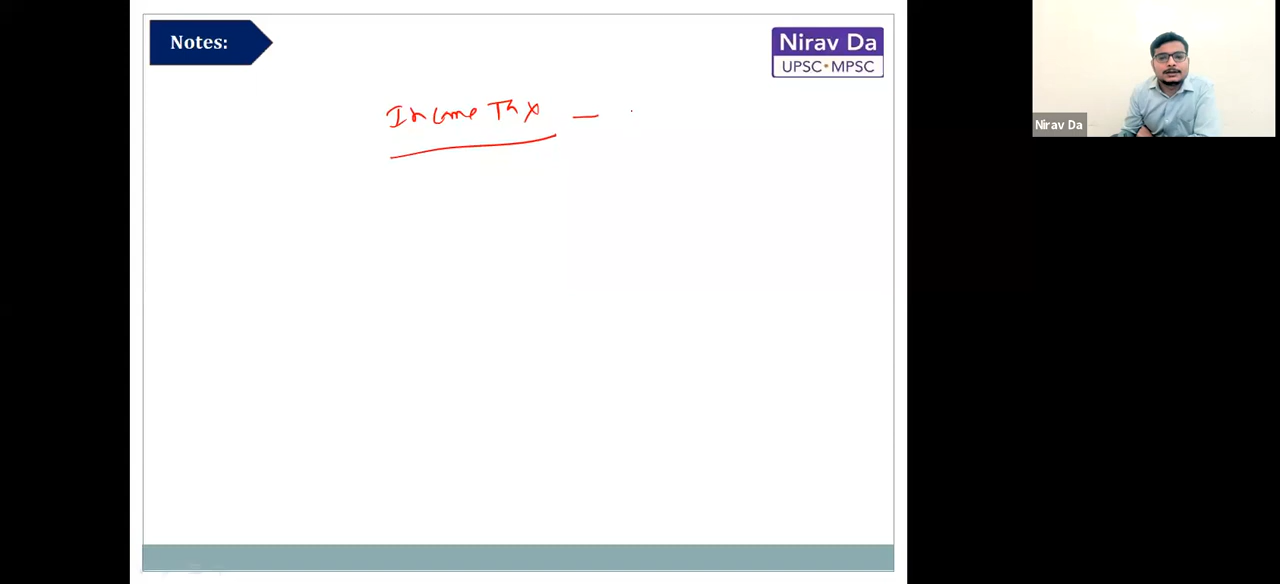 Notes:
Nirav Da
UPSC•MPSC
Income Tax —
Nirav Da